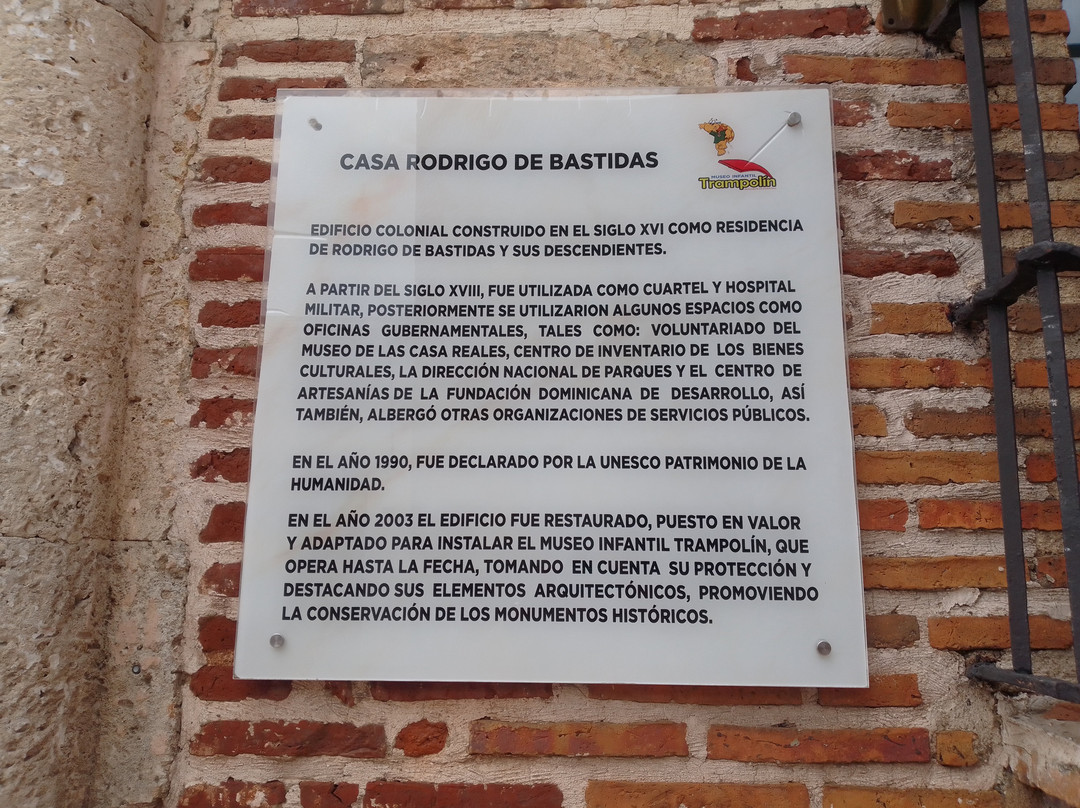 CASA RODRIGO DE BASTIDAS
MUSEO INFANTIL
Trampolín
EDIFICIO COLONIAL CONSTRUIDO EN EL SIGLO XVI COMO RESIDENCIA
DE RODRIGO DE BASTIDAS Y SUS DESCENDIENTES.
A PARTIR DEL SIGLO XVIII, FUE UTILIZADA COMO CUARTEL Y HOSPITAL
MILITAR, POSTERIORMENTE SE UTILIZARION ALGUNOS ESPACIOS COMO
OFICINAS GUBERNAMENTALES, TALES COMO: VOLUNTARIADO DEL
MUSEO DE LAS CASA REALES, CENTRO DE INVENTARIO DE LOS BIENES
CULTURALES, LA DIRECCIÓN NACIONAL DE PARQUES Y EL CENTRO DE
ARTESANÍAS DE LA FUNDACIÓN DOMINICANA DE DESARROLLO, ASÍ
TAMBIÉN, ALBERGÓ OTRAS ORGANIZACIONES DE SERVICIOS PÚBLICOS.
EN EL AÑO 1990, FUE DECLARADO POR LA UNESCO PATRIMONIO DE LA
HUMANIDAD.
EN EL AÑO 2003 EL EDIFICIO FUE RESTAURADO, PUESTO EN VALOR
Y ADAPTADO PARA INSTALAR EL MUSEO INFANTIL TRAMPOLÍN, QUE
OPERA HASTA LA FECHA, TOMANDO EN CUENTA SU PROTECCIÓN Y
DESTACANDO SUS ELEMENTOS ARQUITECTÓNICOS, PROMOVIENDO
LA CONSERVACIÓN DE LOS MONUMENTOS HISTÓRICOS.